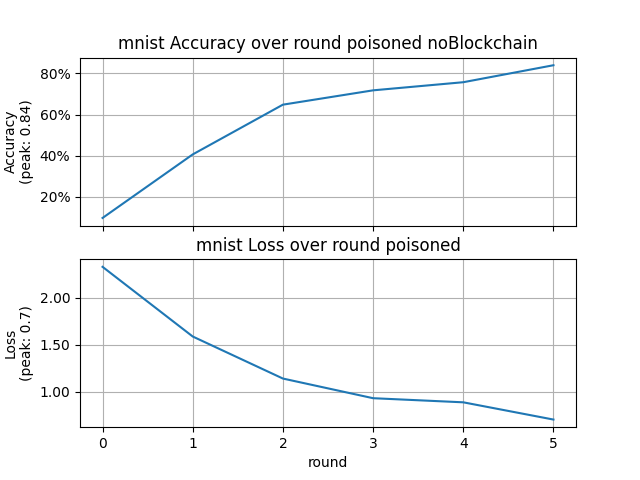 mnist Accuracy over round poisoned noBlockchain
Accuracy
(peak: 0.84)
80%
60%
40%
20%
mnist Loss over round poisoned
Loss
(peak: 0.7)
2.00
1.50
1.00
0 1 2 3 4 5
round